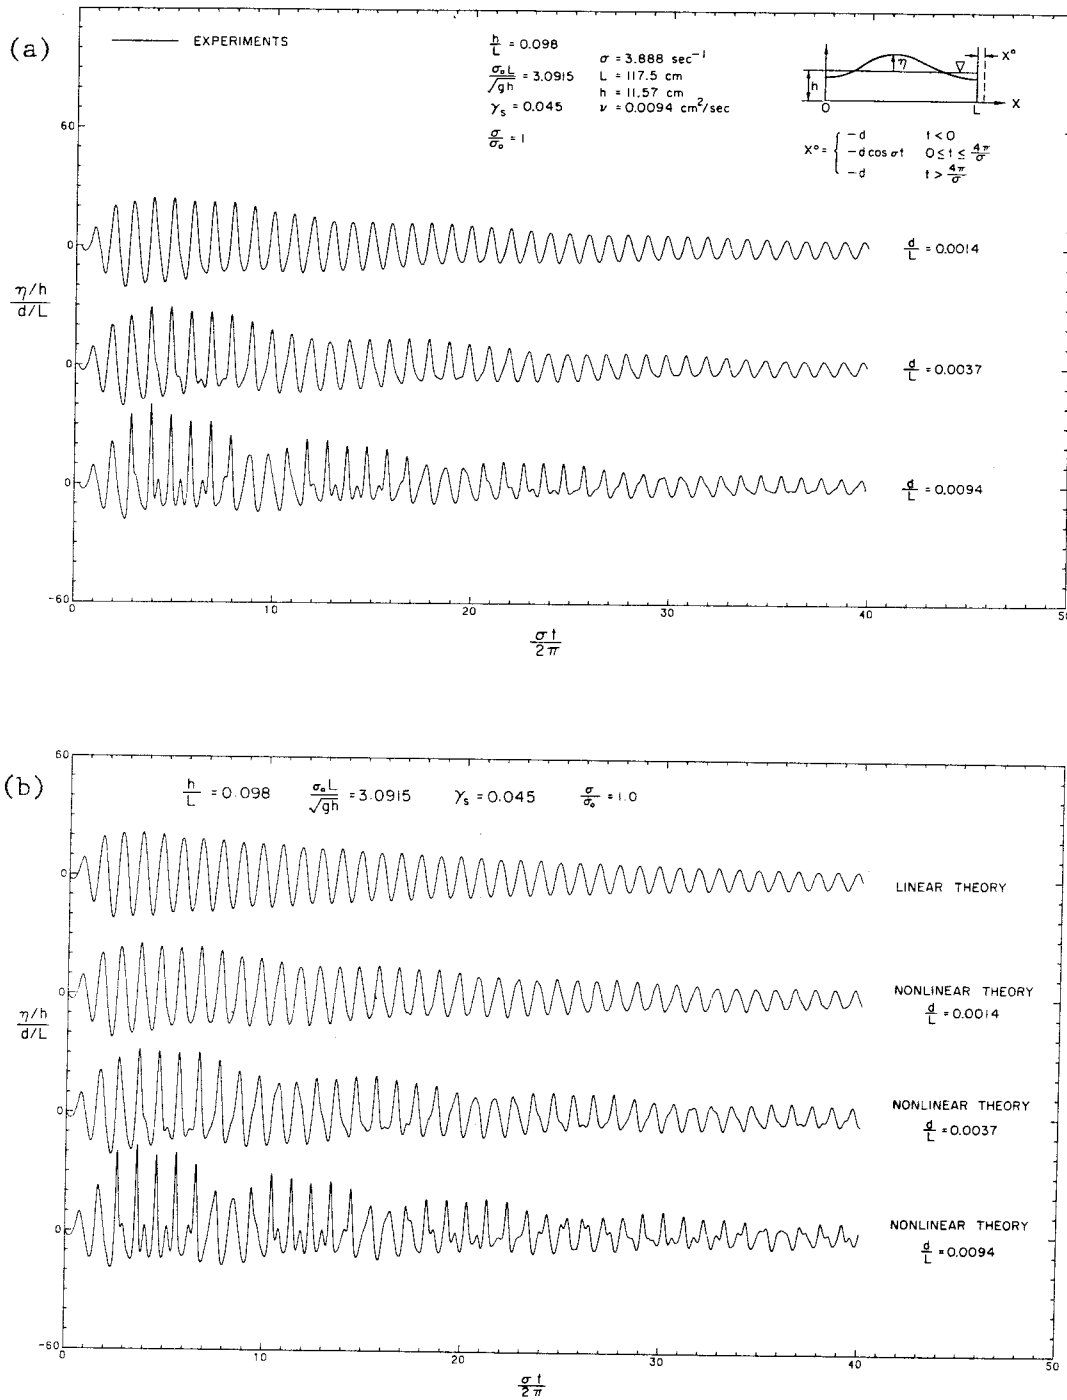 (a)
EXPERIMENTS
h/L = 0.098
σₒL/√gh = 3.0915
γₛ = 0.045
σ/σₒ = 1
σ = 3.888 sec⁻¹
L = 117.5 cm
h = 11.57 cm
ν = 0.0094 cm²/sec
η
h
X°
O
L
X
X° = { -d t < 0
-d cos σt 0 ≤ t ≤ 4π/σ
-d t > 4π/σ
60
0
0
0
-60
η/h
d/L
d/L = 0.0014
d/L = 0.0037
d/L = 0.0094
0 10 20 30 40 50
σt/2π
(b)
h/L = 0.098 σₒL/√gh = 3.0915 γₛ = 0.045 σ/σₒ = 1.0
60
0
0
0
0
-60
η/h
d/L
LINEAR THEORY
NONLINEAR THEORY
d/L = 0.0014
NONLINEAR THEORY
d/L = 0.0037
NONLINEAR THEORY
d/L = 0.0094
0 10 20 30 40 50
σt/2π